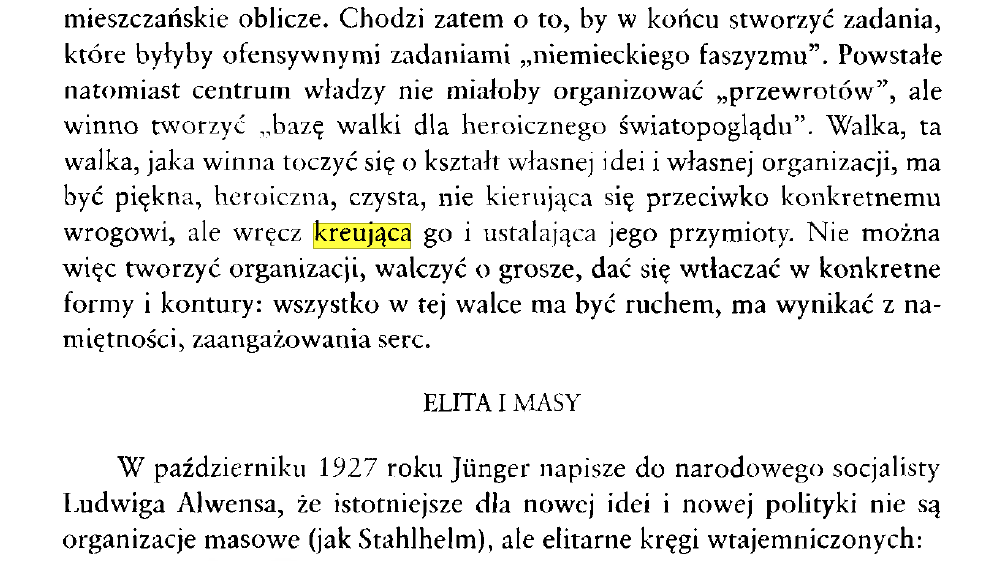 mieszczańskie oblicze. Chodzi zatem o to, by w końcu stworzyć zadania,
które byłyby ofensywnymi zadaniami „niemieckiego faszyzmu”. Powstałe
natomiast centrum władzy nie miałoby organizować „przewrotów”, ale
winno tworzyć „bazę walki dla heroicznego światopoglądu”. Walka, ta
walka, jaka winna toczyć się o kształt własnej idei i własnej organizacji, ma
być piękna, heroiczna, czysta, nie kierująca się przeciwko konkretnemu
wrogowi, ale wręcz kreująca go i ustalająca jego przymioty. Nie można
więc tworzyć organizacji, walczyć o grosze, dać się wtłaczać w konkretne
formy i kontury: wszystko w tej walce ma być ruchem, ma wynikać z na-
miętności, zaangażowania serc.
ELITA I MASY
W październiku 1927 roku Jünger napisze do narodowego socjalisty
Ludwiga Alwensa, że istotniejsze dla nowej idei i nowej polityki nie są
organizacje masowe (jak Stahlhelm), ale elitarne kręgi wtajemniczonych: